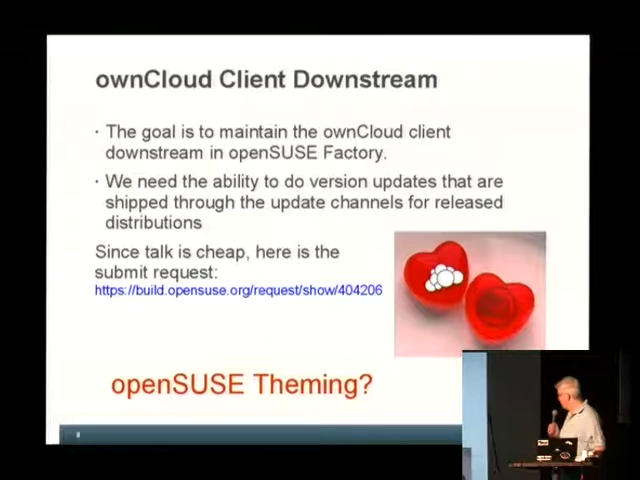 ownCloud Client Downstream
· The goal is to maintain the ownCloud client
downstream in openSUSE Factory.
· We need the ability to do version updates that are
shipped through the update channels for released
distributions
Since talk is cheap, here is the
submit request:
https://build.opensuse.org/request/show/404206
openSUSE Theming?